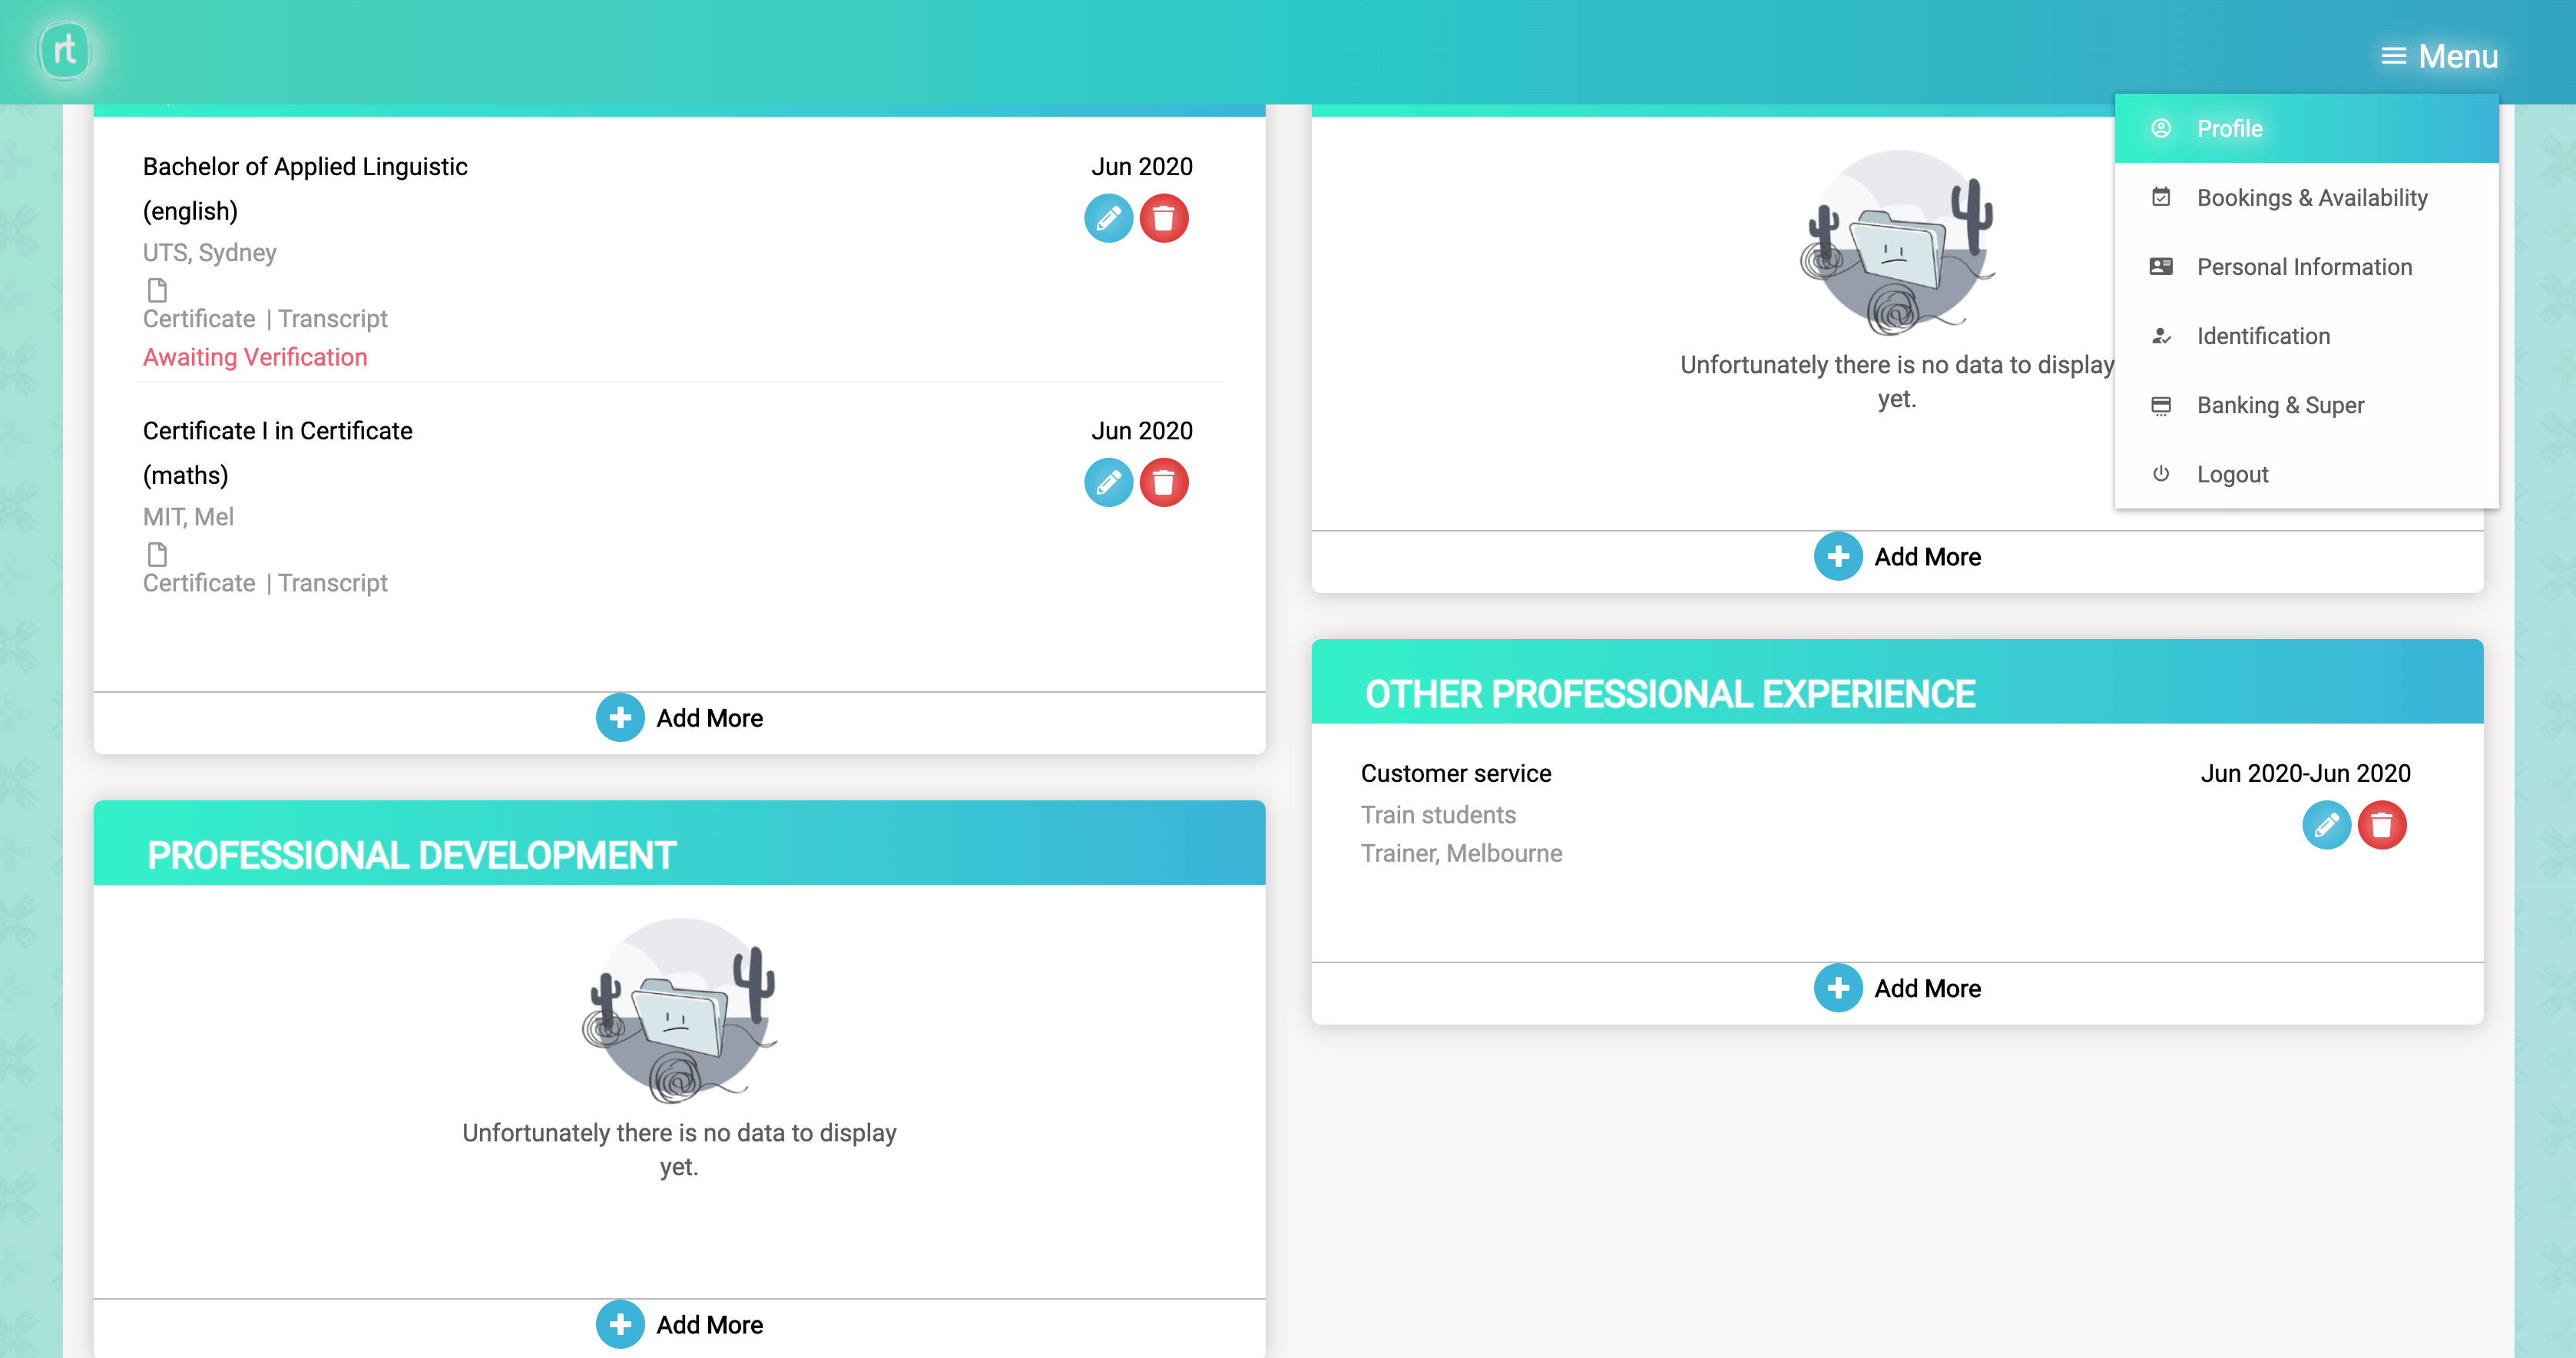 rt
Menu
Profile
Bookings & Availability
Personal Information
Identification
Banking & Super
Logout
Bachelor of Applied Linguistic
(english)
Jun 2020
UTS, Sydney
Certificate | Transcript
Awaiting Verification
Certificate I in Certificate
(maths)
Jun 2020
MIT, Mel
Certificate | Transcript
Add More
PROFESSIONAL DEVELOPMENT
Unfortunately there is no data to display
yet.
Add More
Unfortunately there is no data to display
yet.
Add More
OTHER PROFESSIONAL EXPERIENCE
Customer service
Jun 2020-Jun 2020
Train students
Trainer, Melbourne
Add More